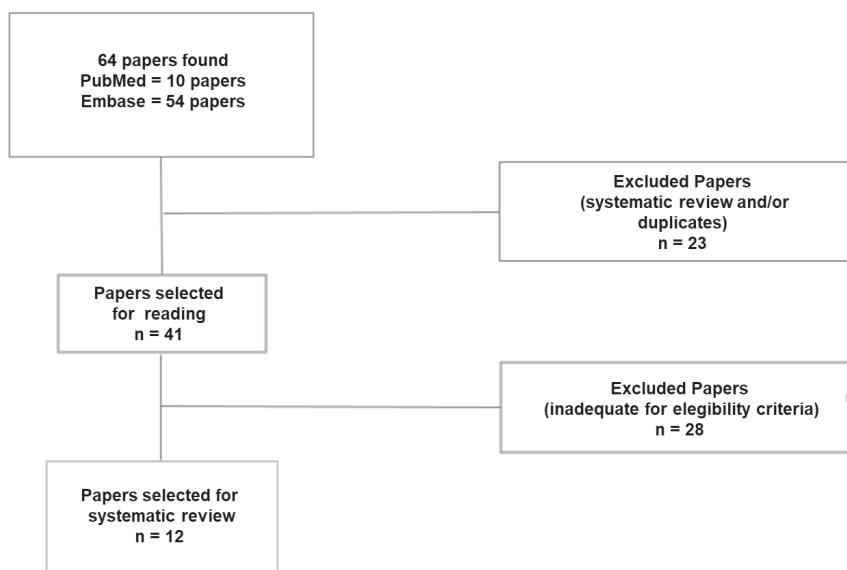 64 papers found
PubMed = 10 papers
Embase = 54 papers
Excluded Papers
(systematic review and/or
duplicates)
n = 23
Papers selected
for reading
n = 41
Excluded Papers
(inadequate for elegibility criteria)
n = 28
Papers selected for
systematic review
n = 12